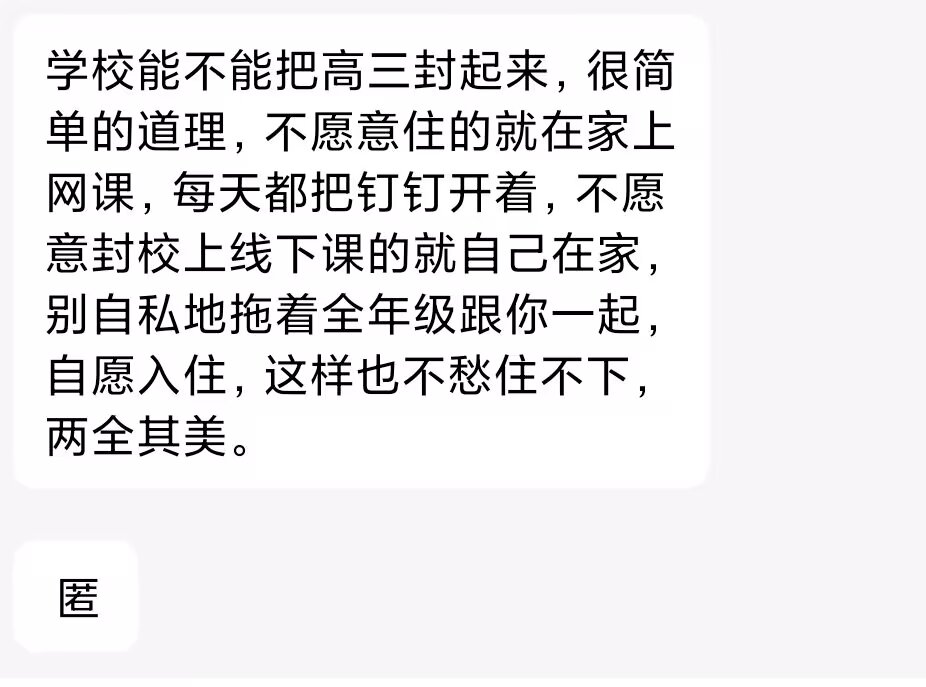 学校能不能把高三封起来，很简
单的道理，不愿意住的就在家上
网课，每天都把钉钉开着，不愿
意封校上线下课的就自己在家，
别自私地拖着全年级跟你一起，
自愿入住，这样也不愁住不下，
两全其美。
匿